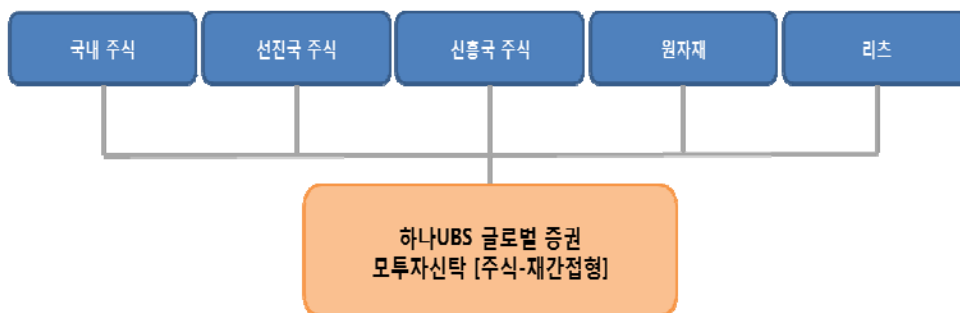 국내 주식
선진국 주식
신흥국 주식
원자재
리츠
하나UBS 글로벌 증권
모투자신탁 [주식-재간접형]